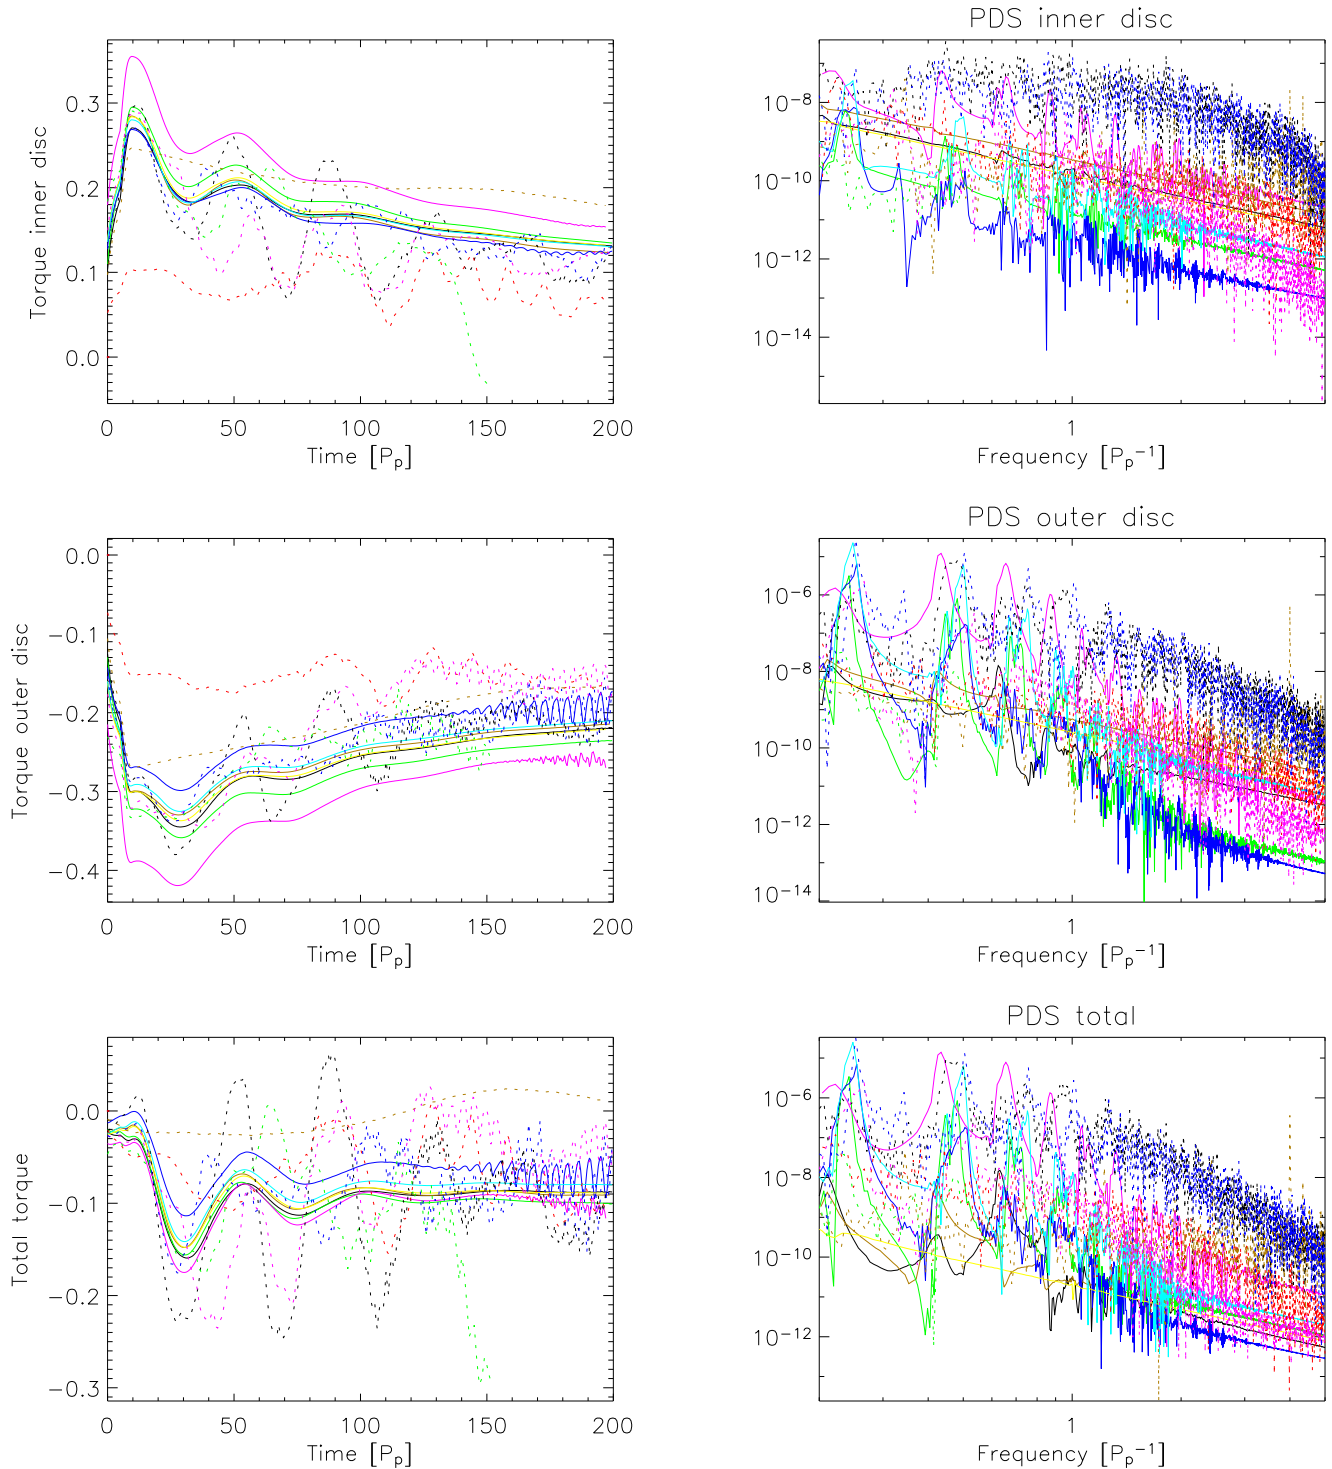 PDS inner disc
Torque inner disc
0.3
0.2
0.1
0.0
0 50 100 150 200
Time [Pp]
10-8
10-10
10-12
10-14
1
Frequency [Pp-1]
PDS outer disc
Torque outer disc
0.0
-0.1
-0.2
-0.3
-0.4
0 50 100 150 200
Time [Pp]
10-6
10-8
10-10
10-12
10-14
1
Frequency [Pp-1]
PDS total
Total torque
0.0
-0.1
-0.2
-0.3
0 50 100 150 200
Time [Pp]
10-6
10-8
10-10
10-12
1
Frequency [Pp-1]